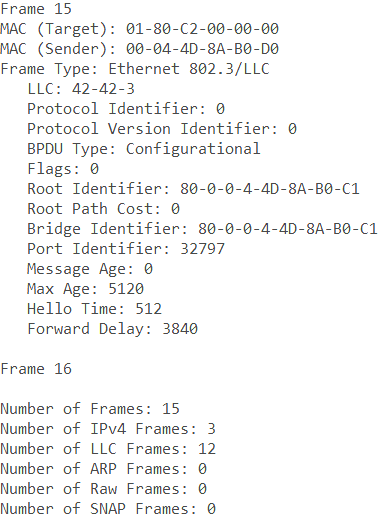 Frame 15
MAC (Target): 01-80-C2-00-00-00
MAC (Sender): 00-04-4D-8A-B0-D0
Frame Type: Ethernet 802.3/LLC
LLC: 42-42-3
Protocol Identifier: 0
Protocol Version Identifier: 0
BPDU Type: Configurational
Flags: 0
Root Identifier: 80-0-0-4-4D-8A-B0-C1
Root Path Cost: 0
Bridge Identifier: 80-0-0-4-4D-8A-B0-C1
Port Identifier: 32797
Message Age: 0
Max Age: 5120
Hello Time: 512
Forward Delay: 3840
Frame 16
Number of Frames: 15
Number of IPv4 Frames: 3
Number of LLC Frames: 12
Number of ARP Frames: 0
Number of Raw Frames: 0
Number of SNAP Frames: 0